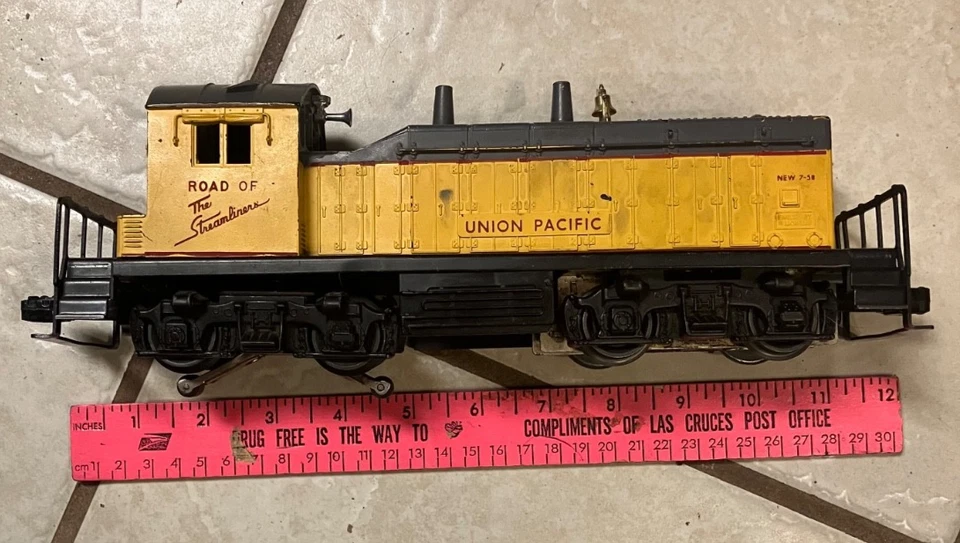 ROAD OF
The
Streamliners
UNION PACIFIC
NEW 7-58
INCHES 1 2 3 4 5 6 7 8 9 10 11 12
RUG FREE IS THE WAY TO COMPLIMENTS OF LAS CRUCES POST OFFICE
cm 1 2 3 4 5 6 7 8 9 10 11 12 13 14 15 16 17 18 19 20 21 22 23 24 25 26 27 28 29 30